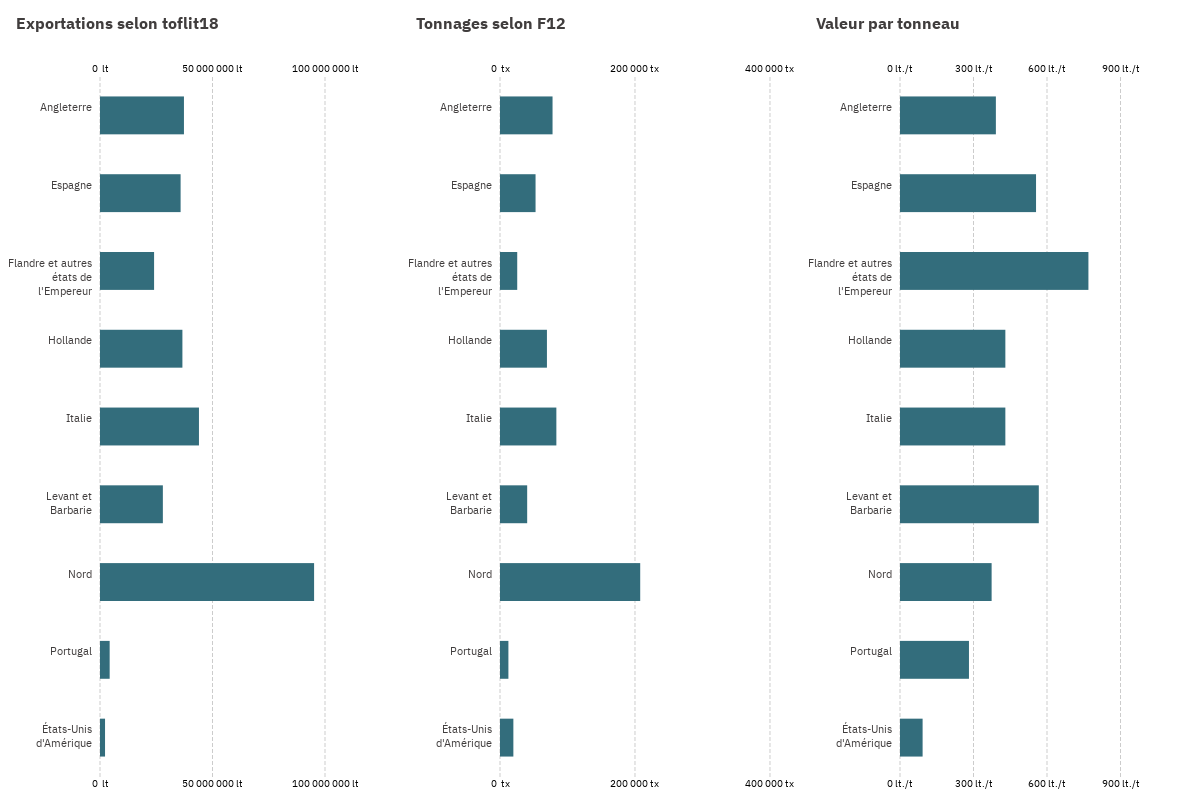 Exportations selon toflit18
0 lt 50 000 000 lt 100 000 000 lt
Angleterre
Espagne
Flandre et autres
états de
l'Empereur
Hollande
Italie
Levant et
Barbarie
Nord
Portugal
États-Unis
d'Amérique
0 lt 50 000 000 lt 100 000 000 lt
Tonnages selon F12
0 tx 200 000 tx 400 000 tx
Angleterre
Espagne
Flandre et autres
états de
l'Empereur
Hollande
Italie
Levant et
Barbarie
Nord
Portugal
États-Unis
d'Amérique
0 tx 200 000 tx 400 000 tx
Valeur par tonneau
0 lt./t 300 lt./t 600 lt./t 900 lt./t
Angleterre
Espagne
Flandre et autres
états de
l'Empereur
Hollande
Italie
Levant et
Barbarie
Nord
Portugal
États-Unis
d'Amérique
0 lt./t 300 lt./t 600 lt./t 900 lt./t